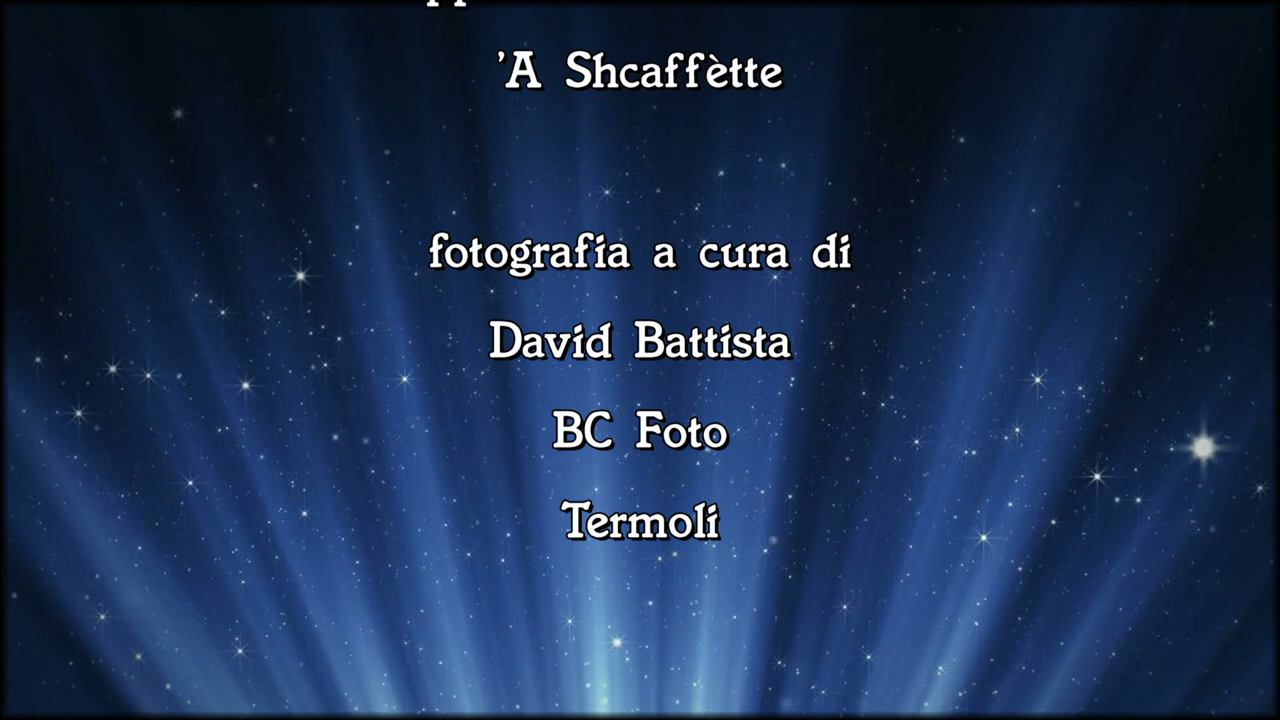 'A Shcaffètte
fotografia a cura di
David Battista
BC Foto
Termoli